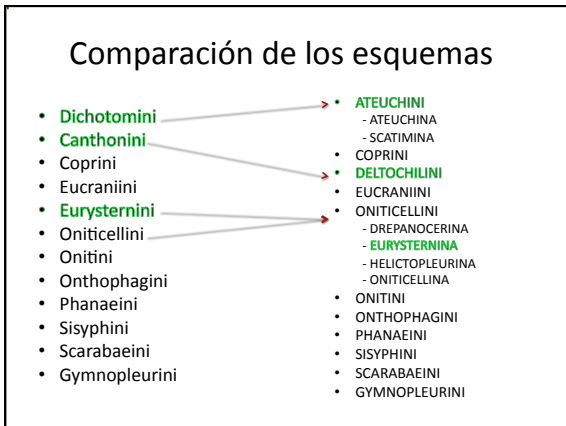 Comparación de los esquemas
• Dichotomini
• Canthonini
• Coprini
• Eucraniini
• Eurysternini
• Oniticellini
• Onitini
• Onthophagini
• Phanaeini
• Sisyphini
• Scarabaeini
• Gymnopleurini
• ATEUCHINI
- ATEUCHINA
- SCATIMINA
• COPRINI
• DELTOCHILINI
• EUCRANIINI
• ONITICELLINI
- DREPANOCERINA
- EURYSTERNINA
- HELICTOPLEURINA
- ONITICELLINA
• ONITINI
• ONTHOPHAGINI
• PHANAEINI
• SISYPHINI
• SCARABAEINI
• GYMNOPLEURINI